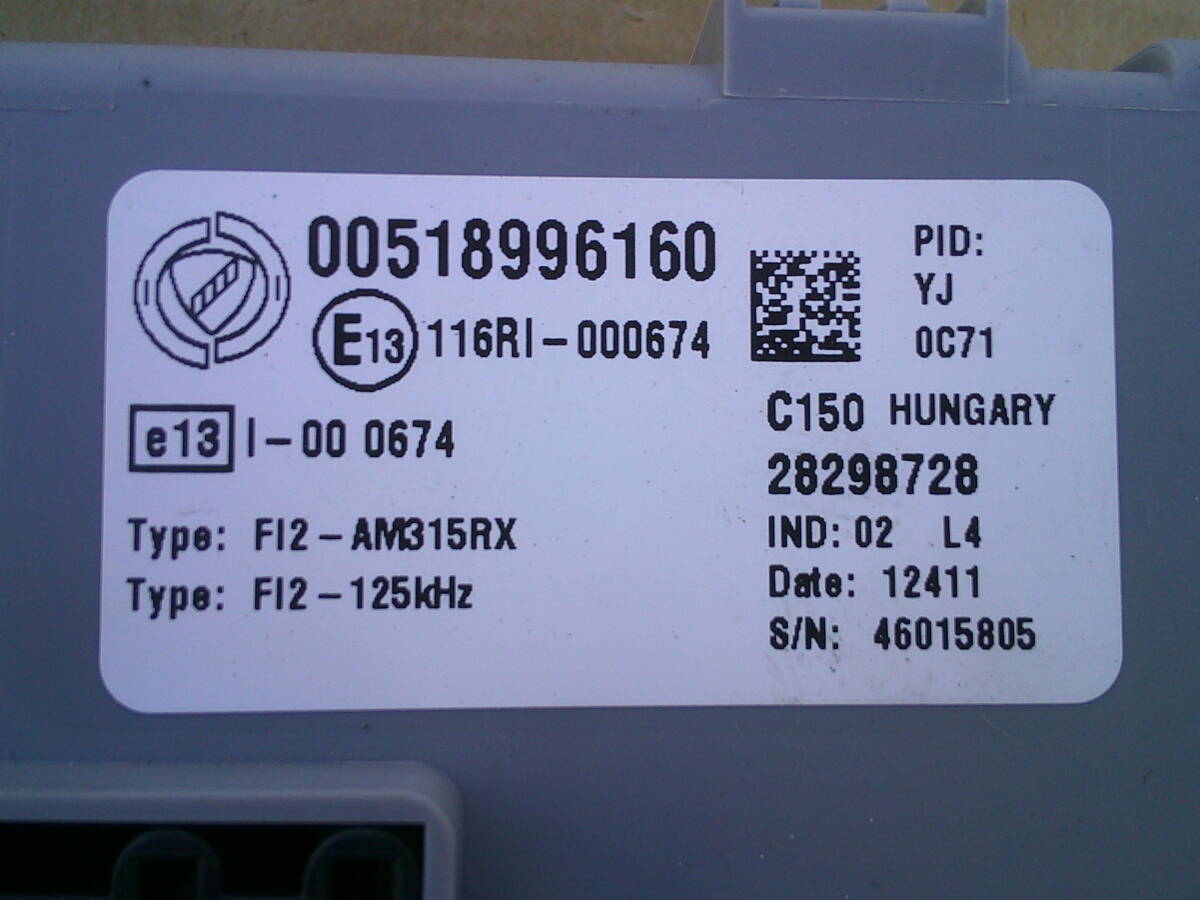 00518996160
E13 116RI-000674
e13 I-00 0674
Type: FI2-AM315RX
Type: FI2-125kHz
PID:
YJ
0C71
C150 HUNGARY
28298728
IND: 02 L4
Date: 12411
S/N: 46015805